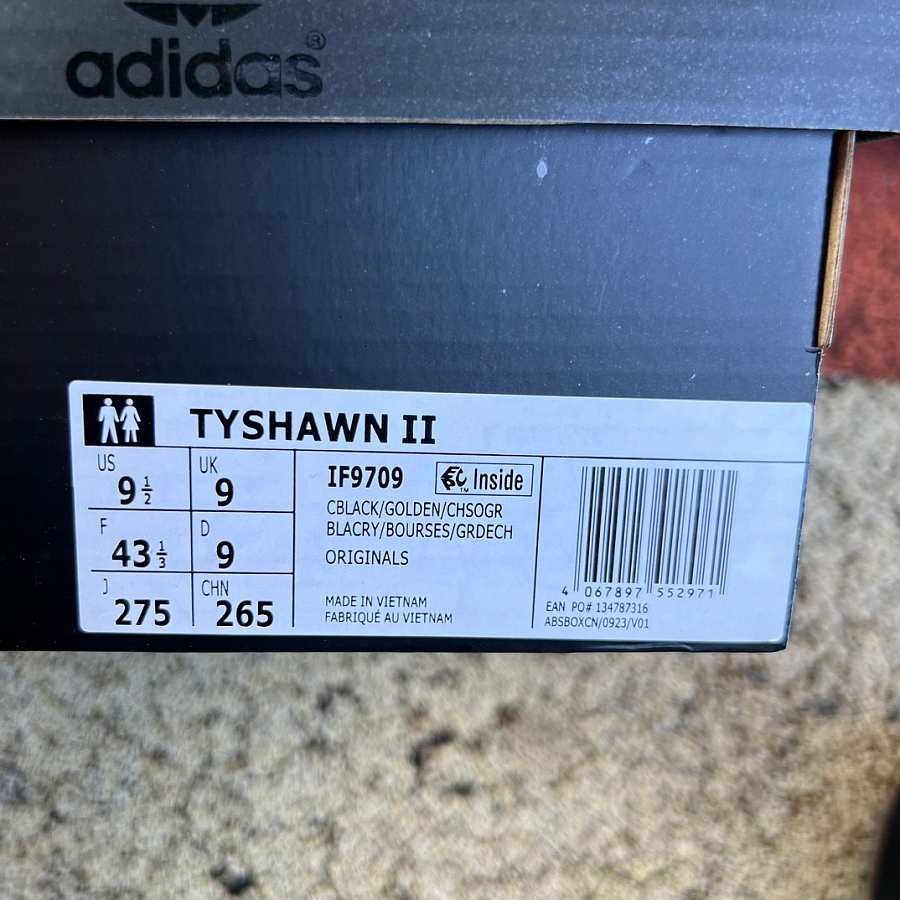 adidas®
TYSHAWN II
US 9 1/2
UK 9
F 43 1/3
D 9
J 275
CHN 265
IF9709
Inside™
CBLACK/GOLDEN/CHSOGR
BLACRY/BOURSES/GRDECH
ORIGINALS
MADE IN VIETNAM
FABRIQUÉ AU VIETNAM
4 067897 552971
EAN PO# 134787316
ABSBOXCN/0923/V01